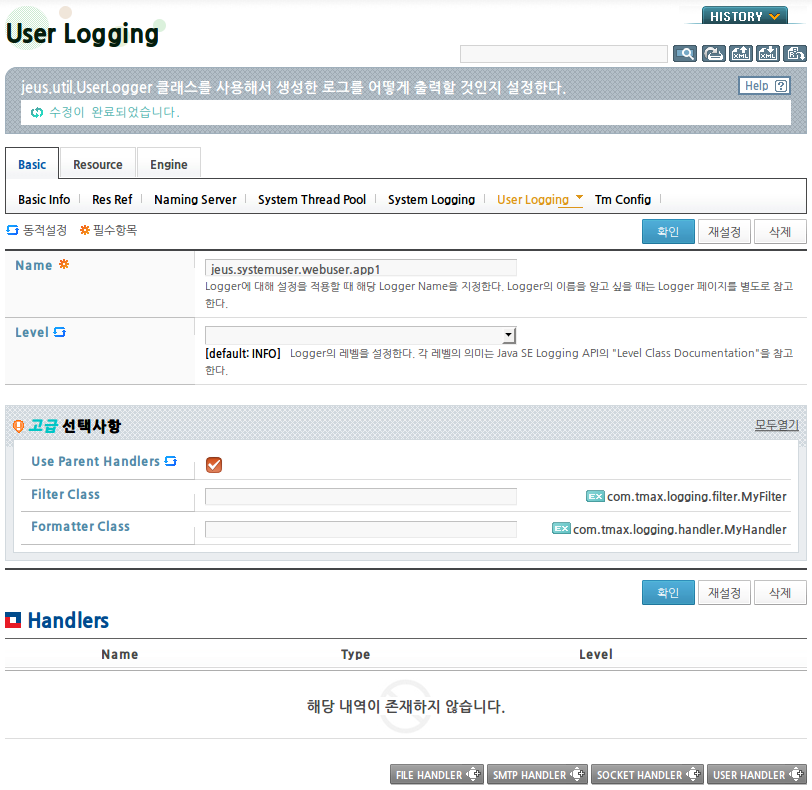 HISTORY
User Logging
jeus.util.UserLogger 클래스를 사용해서 생성한 로그를 어떻게 출력할 것인지 설정한다.
Help ?
수정이 완료되었습니다.
Basic Resource Engine
Basic Info Res Ref Naming Server System Thread Pool System Logging User Logging Tm Config
동적설정 필수항목 확인 재설정 삭제
Name jeus.systemuser.webuser.app1
Logger에 대해 설정을 적용할 때 해당 Logger Name을 지정한다. Logger의 이름을 알고 싶을 때는 Logger 페이지를 별도로 참고
한다.
Level
[default: INFO] Logger의 레벨을 설정한다. 각 레벨의 의미는 Java SE Logging API의 "Level Class Documentation"을 참고
한다.
고급 선택사항 모두열기
Use Parent Handlers
Filter Class EX com.tmax.logging.filter.MyFilter
Formatter Class EX com.tmax.logging.handler.MyHandler
확인 재설정 삭제
Handlers
Name Type Level
해당 내역이 존재하지 않습니다.
FILE HANDLER SMTP HANDLER SOCKET HANDLER USER HANDLER